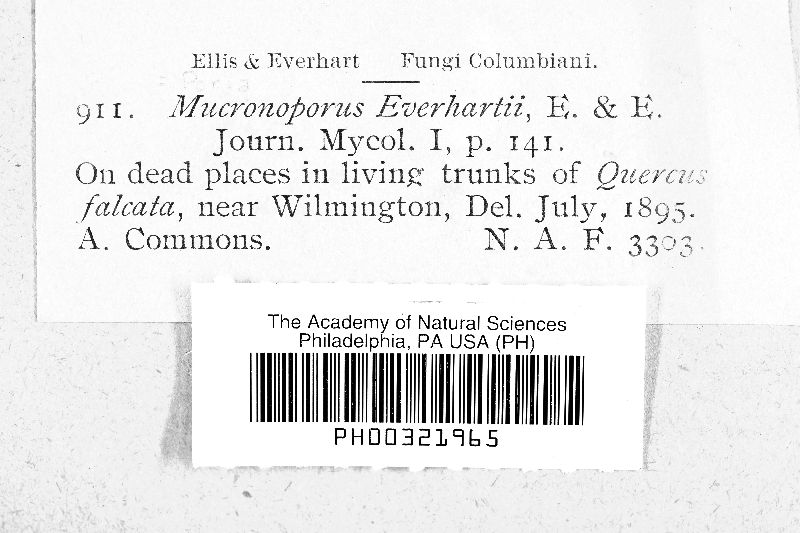 Ellis & Everhart Fungi Columbiani.
911. Mucronoporus Everhartii, E. & E.
Journ. Mycol. I, p. 141.
On dead places in living trunks of Quercus
falcata, near Wilmington, Del. July, 1895.
A. Commons. N. A. F. 3303.
The Academy of Natural Sciences
Philadelphia, PA USA (PH)
PH00321965